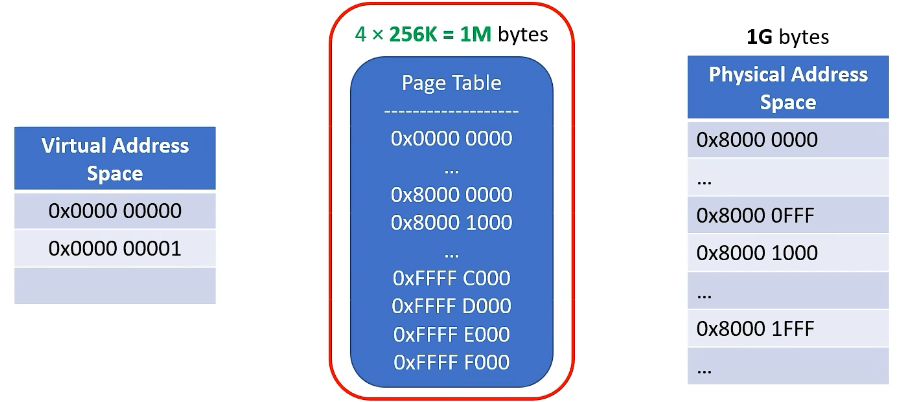 4 × 256K = 1M bytes
1G bytes
Page Table
-------------------
0x0000 0000
...
0x8000 0000
0x8000 1000
...
0xFFFF C000
0xFFFF D000
0xFFFF E000
0xFFFF F000
Virtual Address
Space
0x0000 00000
0x0000 00001
Physical Address
Space
0x8000 0000
...
0x8000 0FFF
0x8000 1000
...
0x8000 1FFF
...